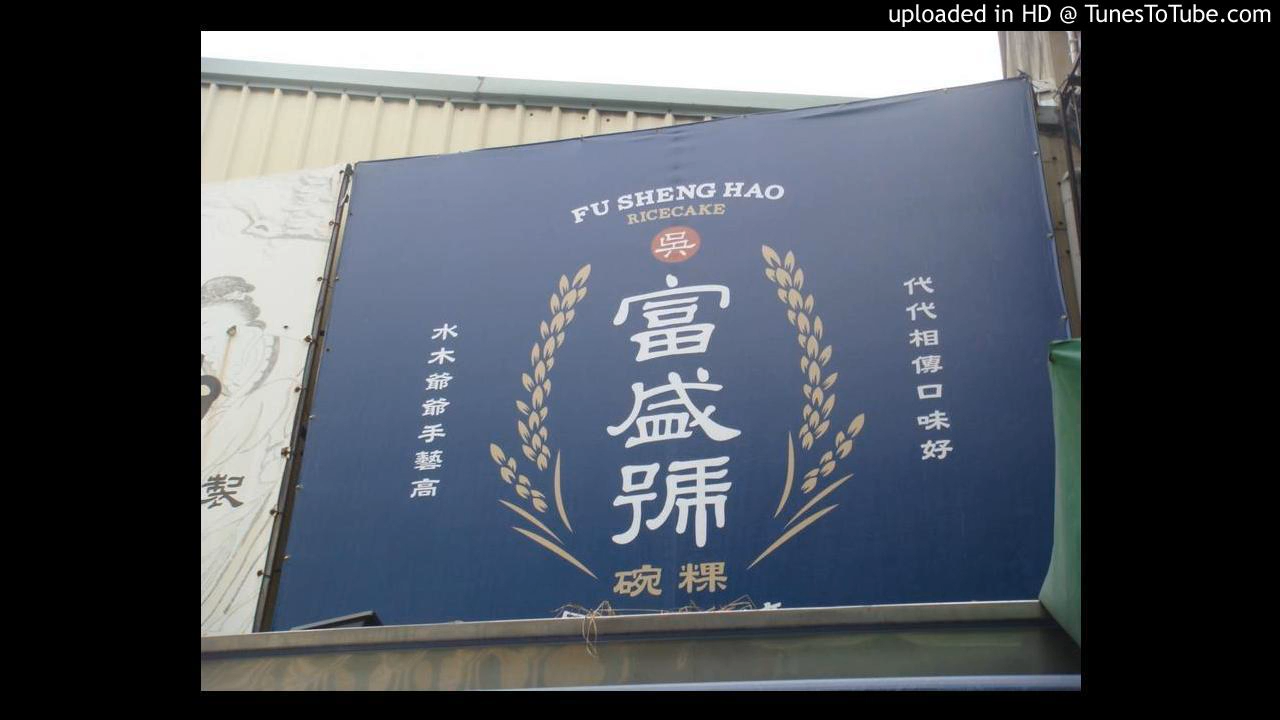 uploaded in HD @ TunesToTube.com
FU SHENG HAO
RICECAKE
吳
富盛號
碗粿
代代相傳口味好
水木爺爺手藝高
製